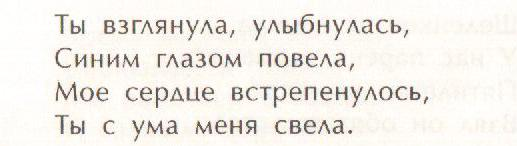 Ты взглянула, улыбнулась,
Синим глазом повела,
Мое сердце встрепенулось,
Ты с ума меня свела.